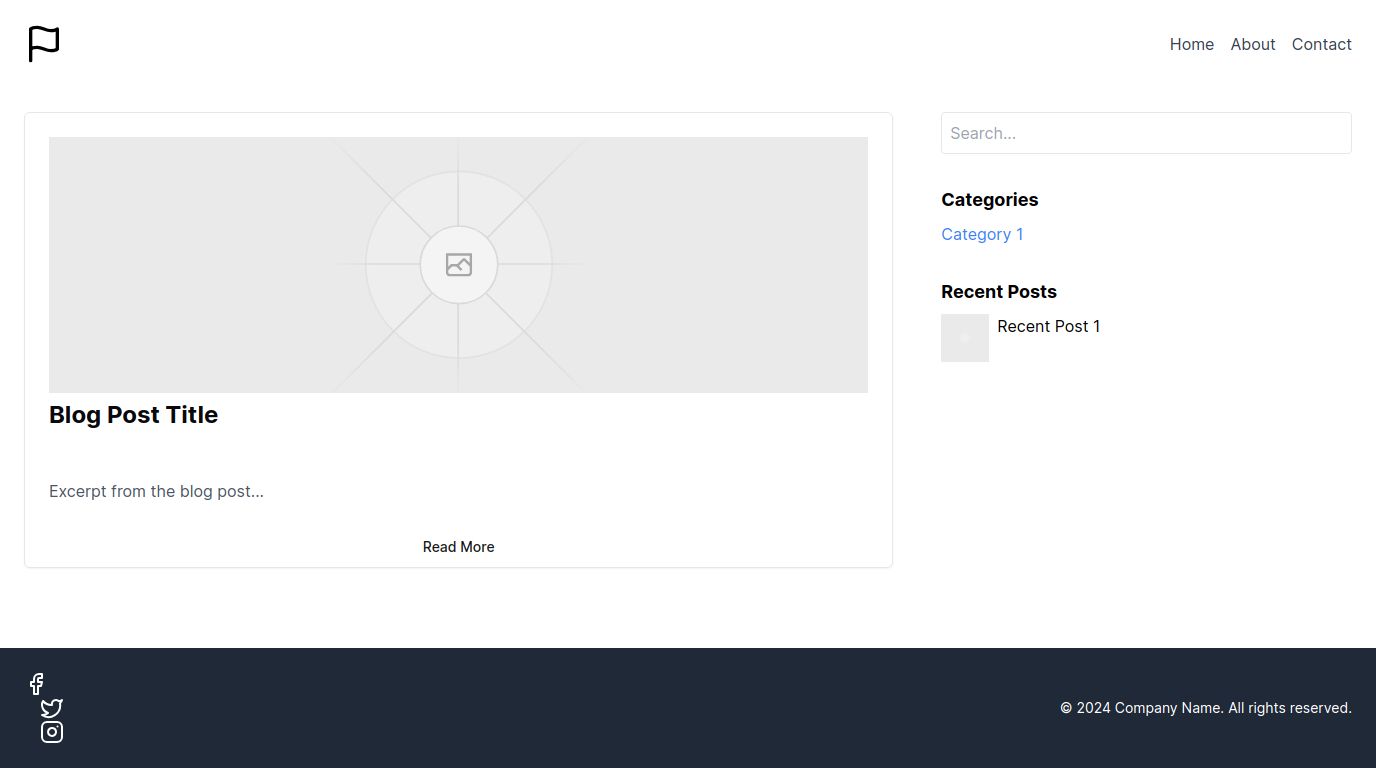 Home About Contact
Search...
Categories
Category 1
Recent Posts
Recent Post 1
Blog Post Title
Excerpt from the blog post...
Read More
© 2024 Company Name. All rights reserved.